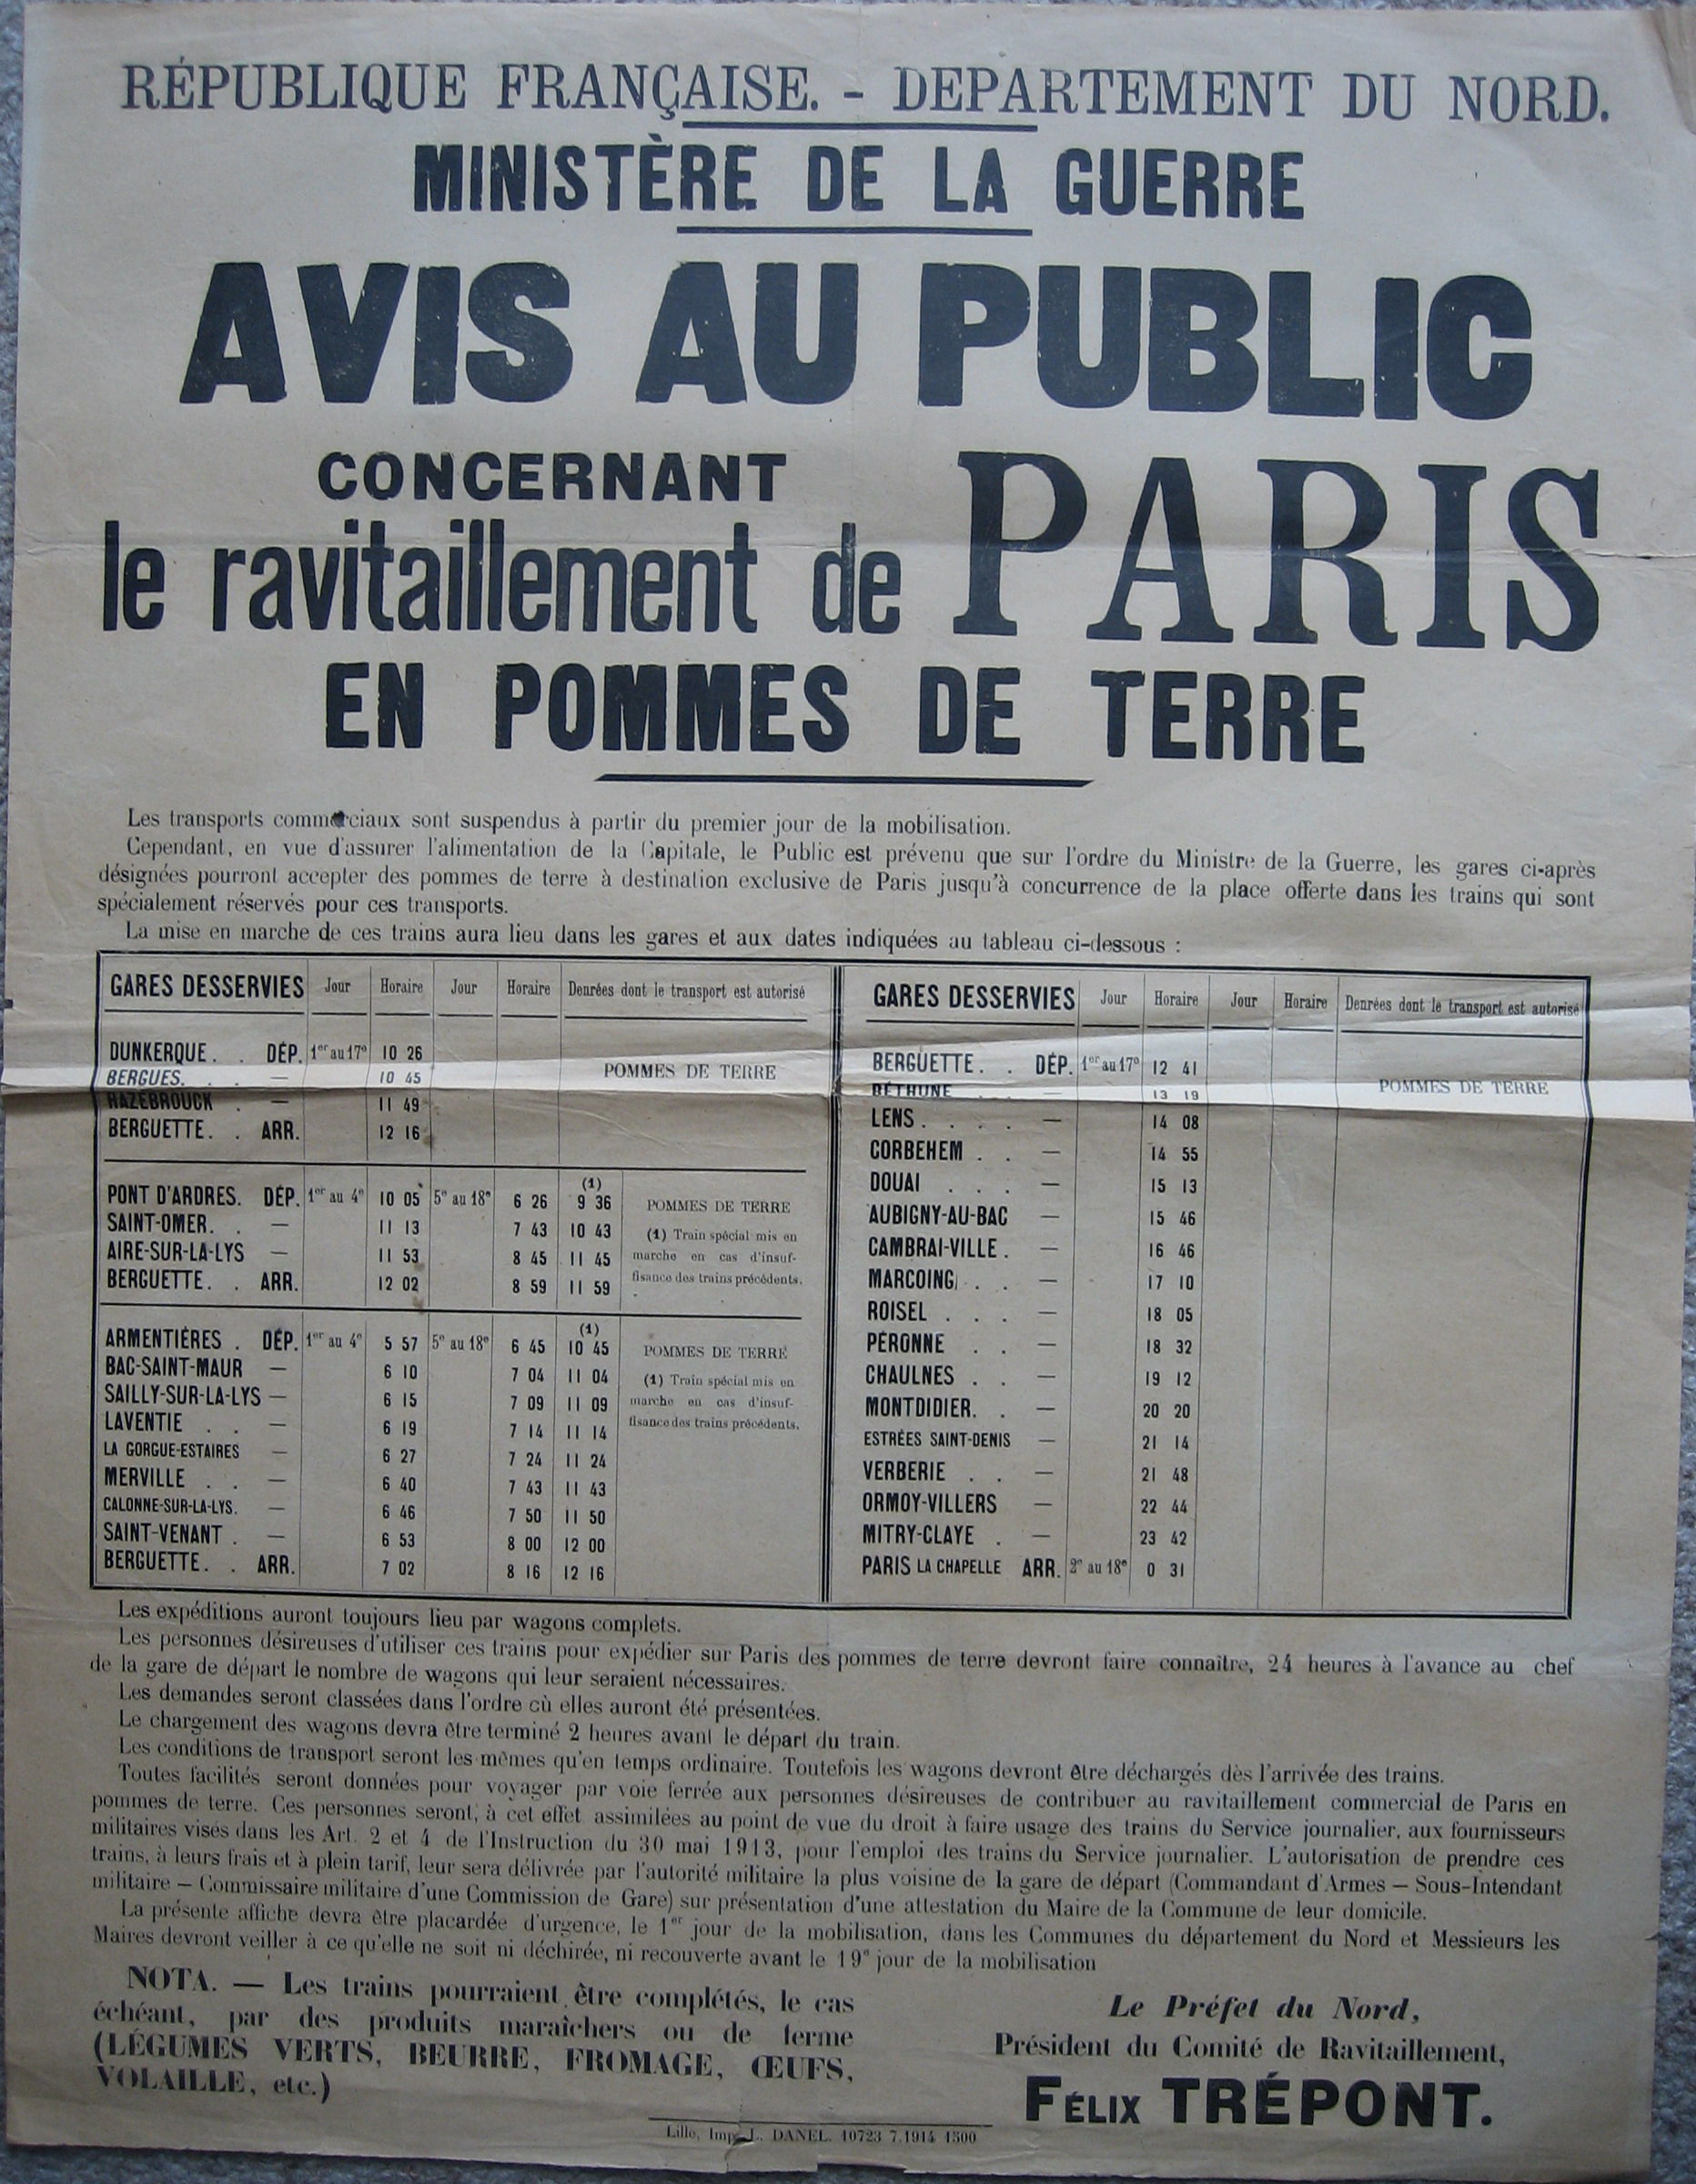 RÉPUBLIQUE FRANÇAISE. - DEPARTEMENT DU NORD.
MINISTÈRE DE LA GUERRE
AVIS AU PUBLIC
CONCERNANT
le ravitaillement de PARIS
EN POMMES DE TERRE
Les transports commerciaux sont suspendus à partir du premier jour de la mobilisation.
Cependant, en vue d'assurer l'alimentation de la Capitale, le Public est prévenu que sur l'ordre du Ministre de la Guerre, les gares ci-après
désignées pourront accepter des pommes de terre à destination exclusive de Paris jusqu'à concurrence de la place offerte dans les trains qui sont
spécialement réservés pour ces transports.
La mise en marche de ces trains aura lieu dans les gares et aux dates indiquées au tableau ci-dessous :
GARES DESSERVIES Jour Horaire Jour Horaire Denrées dont le transport est autorisé
DUNKERQUE. . DÉP. 1er au 17e 10 26
BERGUES. . . — 10 45 POMMES DE TERRE
HAZEBROUCK . — 11 49
BERGUETTE. . ARR. 12 16
PONT D'ARDRES. DÉP. 1er au 4e 10 05 5e au 18e 6 26 (1) 9 36 POMMES DE TERRE
SAINT-OMER. . — 11 13 7 43 10 43 (1) Train spécial mis en
AIRE-SUR-LA-LYS — 11 53 8 45 11 45 marche en cas d'insuf-
BERGUETTE. . ARR. 12 02 8 59 11 59 fisance des trains précédents.
ARMENTIÈRES . DÉP. 1er au 4e 5 57 5e au 18e 6 45 (1) 10 45 POMMES DE TERRE
BAC-SAINT-MAUR — 6 10 7 04 11 04 (1) Train spécial mis en
SAILLY-SUR-LA-LYS — 6 15 7 09 11 09 marche en cas d'insuf-
LAVENTIE . . — 6 19 7 14 11 14 fisance des trains précédents.
LA GORGUE-ESTAIRES — 6 27 7 24 11 24
MERVILLE . . — 6 40 7 43 11 43
CALONNE-SUR-LA-LYS. — 6 46 7 50 11 50
SAINT-VENANT . — 6 53 8 00 12 00
BERGUETTE. . ARR. 7 02 8 16 12 16
GARES DESSERVIES Jour Horaire Jour Horaire Denrées dont le transport est autorisé
BERGUETTE. . DÉP. 1er au 17e 12 41
BÉTHUNE . . . — 13 19 POMMES DE TERRE
LENS . . . . — 14 08
CORBEHEM . . — 14 55
DOUAI . . . — 15 13
AUBIGNY-AU-BAC — 15 46
CAMBRAI-VILLE . — 16 46
MARCOING . . — 17 10
ROISEL . . . — 18 05
PÉRONNE . . — 18 32
CHAULNES . . — 19 12
MONTDIDIER. . — 20 20
ESTRÉES SAINT-DENIS — 21 14
VERBERIE . . — 21 48
ORMOY-VILLERS — 22 44
MITRY-CLAYE . — 23 42
PARIS LA CHAPELLE ARR. 2e au 18e 0 31
Les expéditions auront toujours lieu par wagons complets.
Les personnes désireuses d'utiliser ces trains pour expédier sur Paris des pommes de terre devront faire connaître, 24 heures à l'avance au chef
de la gare de départ le nombre de wagons qui leur seraient nécessaires.
Les demandes seront classées dans l'ordre où elles auront été présentées.
Le chargement des wagons devra être terminé 2 heures avant le départ du train.
Les conditions de transport seront les mêmes qu'en temps ordinaire. Toutefois les wagons devront être déchargés dès l'arrivée des trains.
Toutes facilités seront données pour voyager par voie ferrée aux personnes désireuses de contribuer au ravitaillement commercial de Paris en
pommes de terre. Ces personnes seront, à cet effet assimilées au point de vue du droit à faire usage des trains du Service journalier, aux fournisseurs
militaires visés dans les Art. 2 et 4 de l'Instruction du 30 mai 1913, pour l'emploi des trains du Service journalier. L'autorisation de prendre ces
trains, à leurs frais et à plein tarif, leur sera délivrée par l'autorité militaire la plus voisine de la gare de départ (Commandant d'Armes — Sous-Intendant
militaire — Commissaire militaire d'une Commission de Gare) sur présentation d'une attestation du Maire de la Commune de leur domicile.
La présente affiche devra être placardée d'urgence, le 1er jour de la mobilisation, dans les Communes du département du Nord et Messieurs les
Maires devront veiller à ce qu'elle ne soit ni déchirée, ni recouverte avant le 19e jour de la mobilisation
NOTA. — Les trains pourraient être complétés, le cas
échéant, par des produits maraîchers ou de ferme
(LÉGUMES VERTS, BEURRE, FROMAGE, ŒUFS,
VOLAILLE, etc.)
Le Préfet du Nord,
Président du Comité de Ravitaillement,
FÉLIX TRÉPONT.
Lille, Imp. L. DANEL. 10723 7.1914 1500